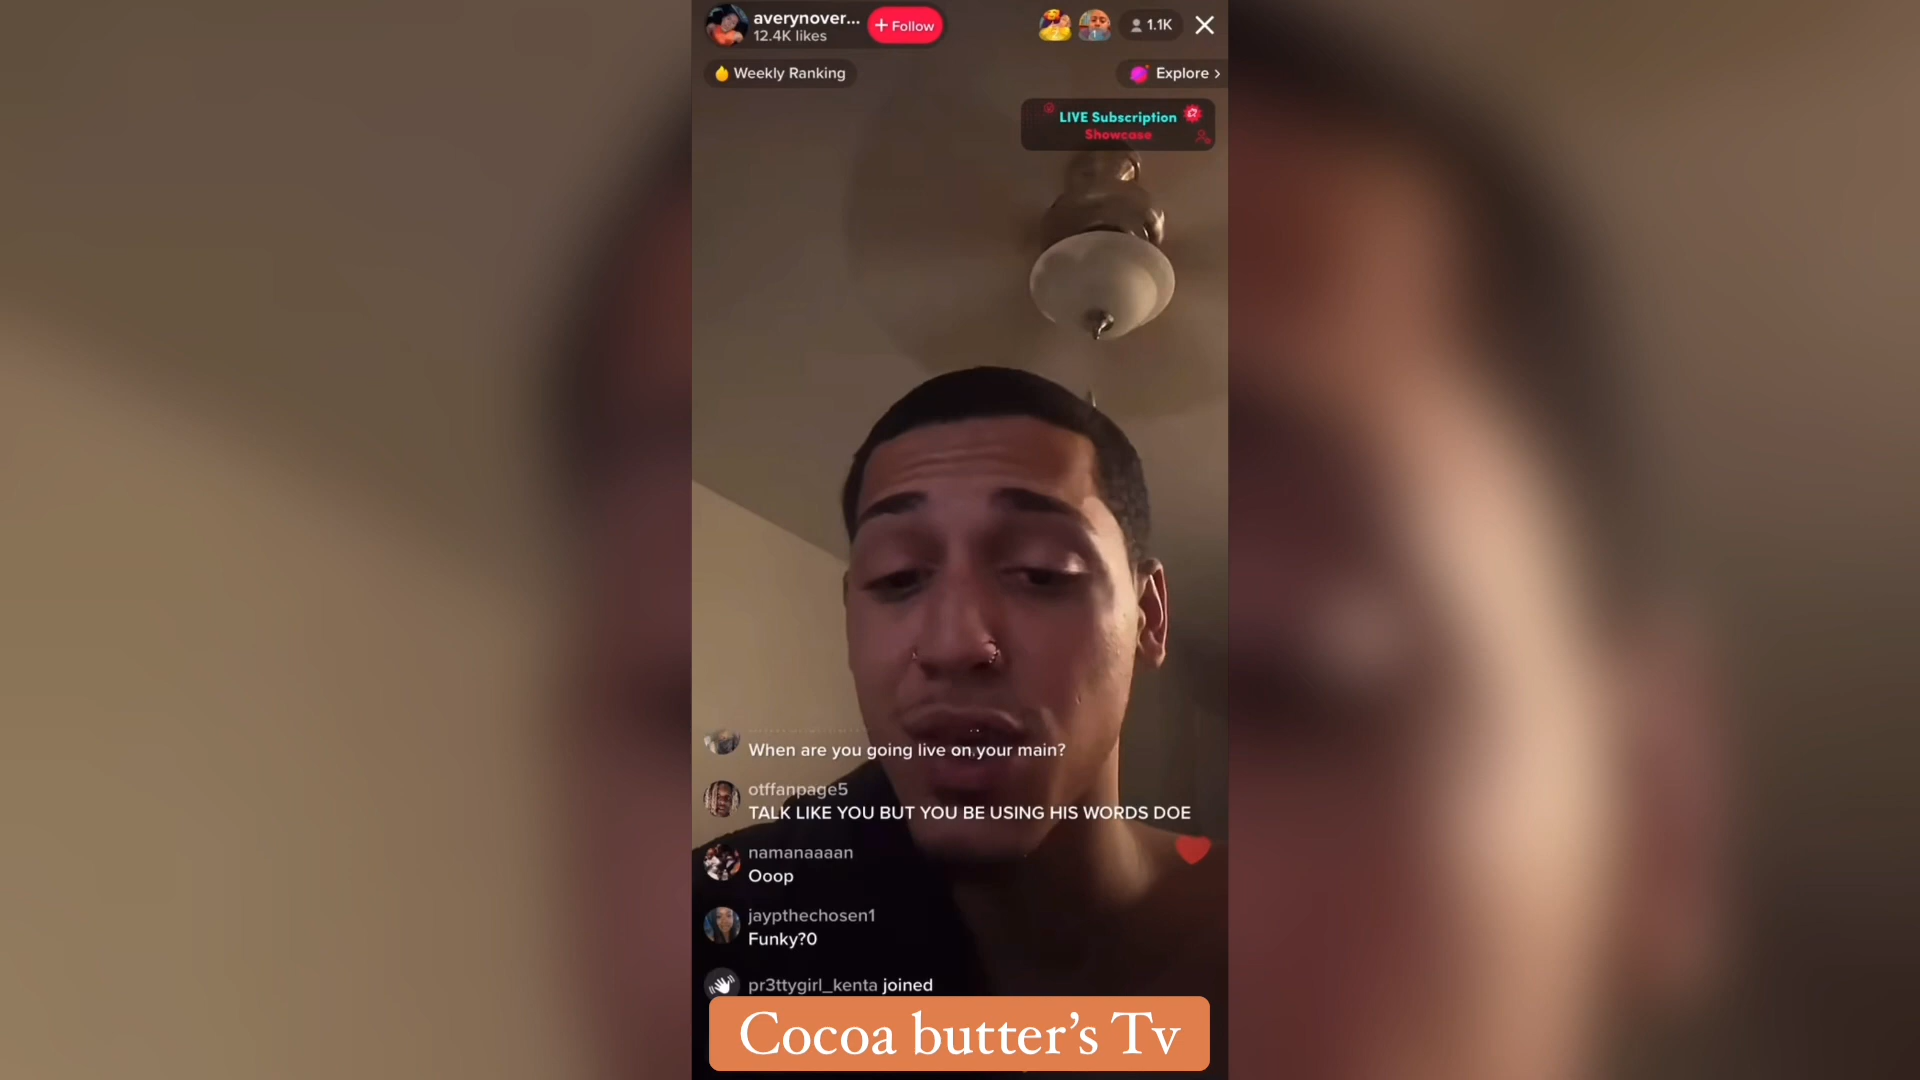 averynover...
12.4K likes
+ Follow
1.1K
Weekly Ranking
Explore >
LIVE Subscription
Showcase
When are you going live on your main?
otffanpage5
TALK LIKE YOU BUT YOU BE USING HIS WORDS DOE
namanaaaan
Ooop
jaypthechosen1
Funky?0
pr3ttygirl_kenta joined
Cocoa butter's Tv